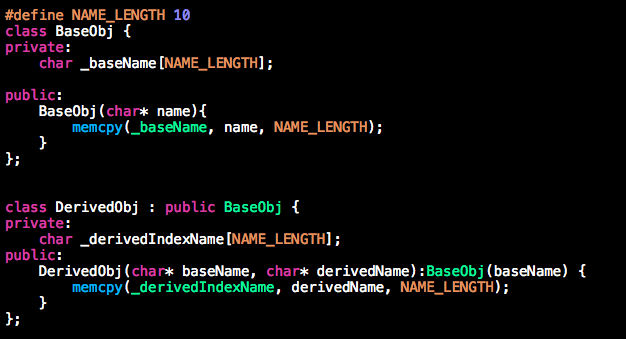 #define NAME_LENGTH 10
class BaseObj {
private:
    char _baseName[NAME_LENGTH];
public:
    BaseObj(char* name){
        memcpy(_baseName, name, NAME_LENGTH);
    }
};
class DerivedObj : public BaseObj {
private:
    char _derivedIndexName[NAME_LENGTH];
public:
    DerivedObj(char* baseName, char* derivedName):BaseObj(baseName) {
        memcpy(_derivedIndexName, derivedName, NAME_LENGTH);
    }
};